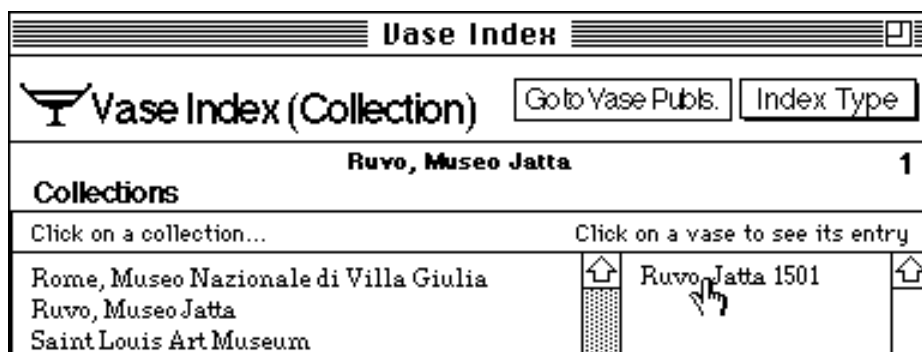 Vase Index
Vase Index (Collection)
Go to Vase Publs.
Index Type
Ruvo, Museo Jatta
1
Collections
Click on a collection...
Click on a vase to see its entry
Rome, Museo Nazionale di Villa Giulia
Ruvo, Museo Jatta
Saint Louis Art Museum
Ruvo, Jatta 1501